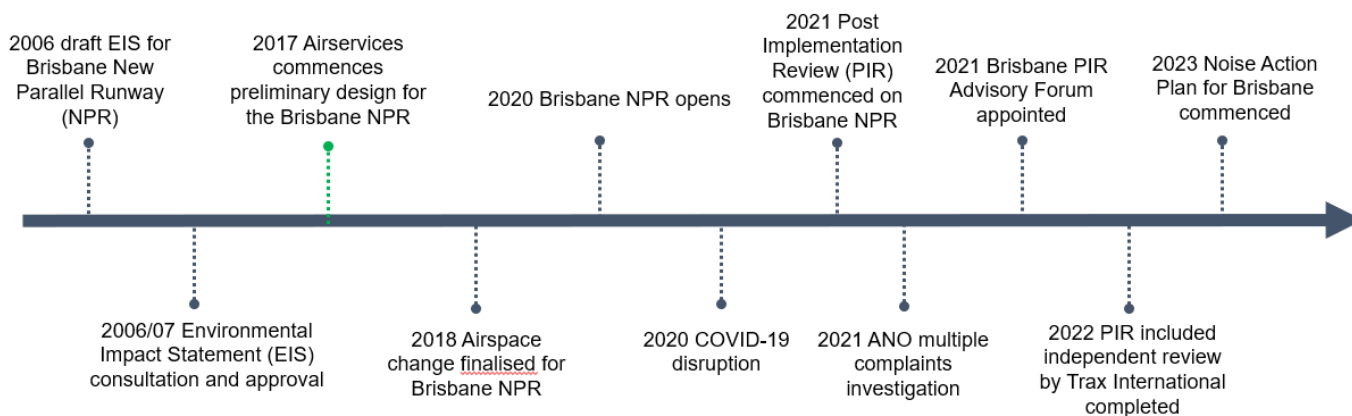 2006 draft EIS for
Brisbane New
Parallel Runway
(NPR)
2006/07 Environmental
Impact Statement (EIS)
consultation and approval
2017 Airservices
commences
preliminary design for
the Brisbane NPR
2018 Airspace
change finalised for
Brisbane NPR
2020 Brisbane NPR opens
2020 COVID-19
disruption
2021 Post
Implementation
Review (PIR)
commenced on
Brisbane NPR
2021 ANO multiple
complaints
investigation
2021 Brisbane PIR
Advisory Forum
appointed
2022 PIR included
independent review
by Trax International
completed
2023 Noise Action
Plan for Brisbane
commenced